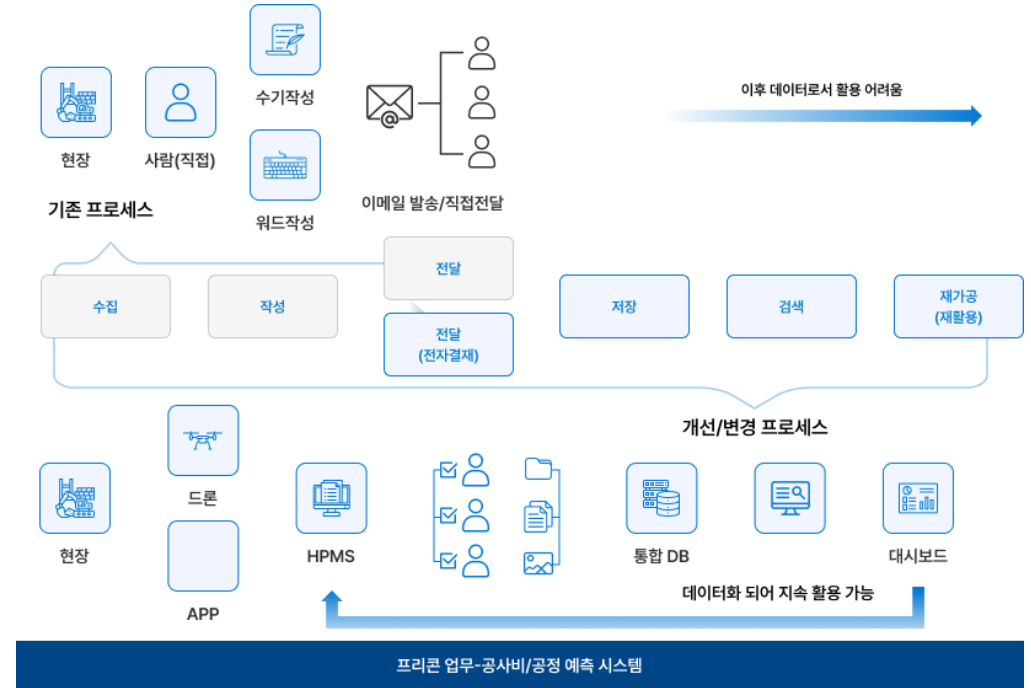 수기작성
이후 데이터로서 활용 어려움
현장
사람(직접)
기존 프로세스
워드작성
이메일 발송/직접전달
수집
작성
전달
전달
(전자결재)
저장
검색
재가공
(재활용)
개선/변경 프로세스
드론
현장
APP
HPMS
통합 DB
대시보드
데이터화 되어 지속 활용 가능
프리콘 업무-공사비/공정 예측 시스템